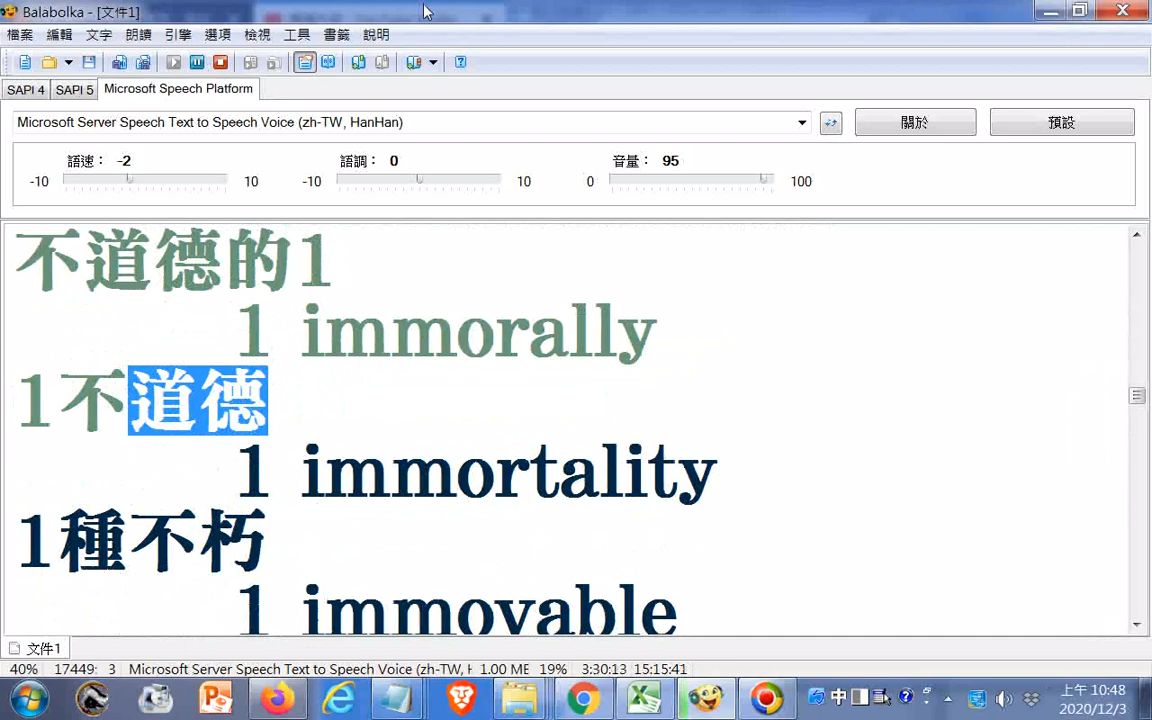 Balabolka - [文件1]
檔案 編輯 文字 朗讀 引擎 選項 檢視 工具 書籤 說明
SAPI 4 SAPI 5 Microsoft Speech Platform
Microsoft Server Speech Text to Speech Voice (zh-TW, HanHan) 關於 預設
語速： -2 語調： 0 音量： 95
-10 10 -10 10 0 100
不道德的1
1 immorally
1不道德
1 immortality
1種不朽
1 immovable
文件1
40% 17449: 3 Microsoft Server Speech Text to Speech Voice (zh-TW, H 1.00 ME 19% 3:30:13 15:15:41
中 上午 10:48
2020/12/3